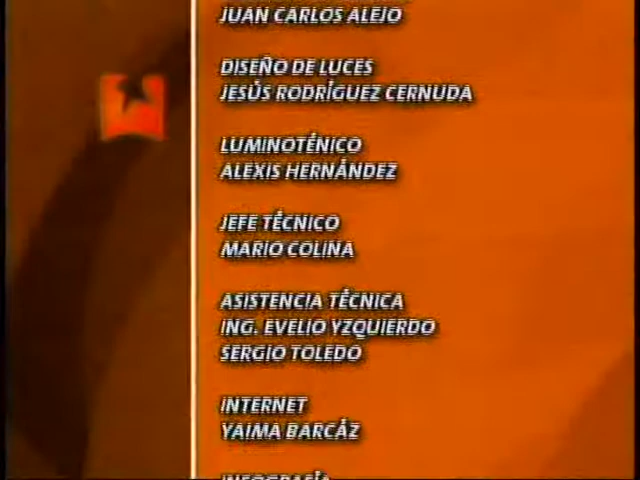 JUAN CARLOS ALEJO
DISEÑO DE LUCES
JESÚS RODRÍGUEZ CERNUDA
LUMINOTÉNICO
ALEXIS HERNÁNDEZ
JEFE TÉCNICO
MARIO COLINA
ASISTENCIA TÉCNICA
ING. EVELIO YZQUIERDO
SERGIO TOLEDO
INTERNET
YAIMA BARCÁZ
INFOGRAFÍA